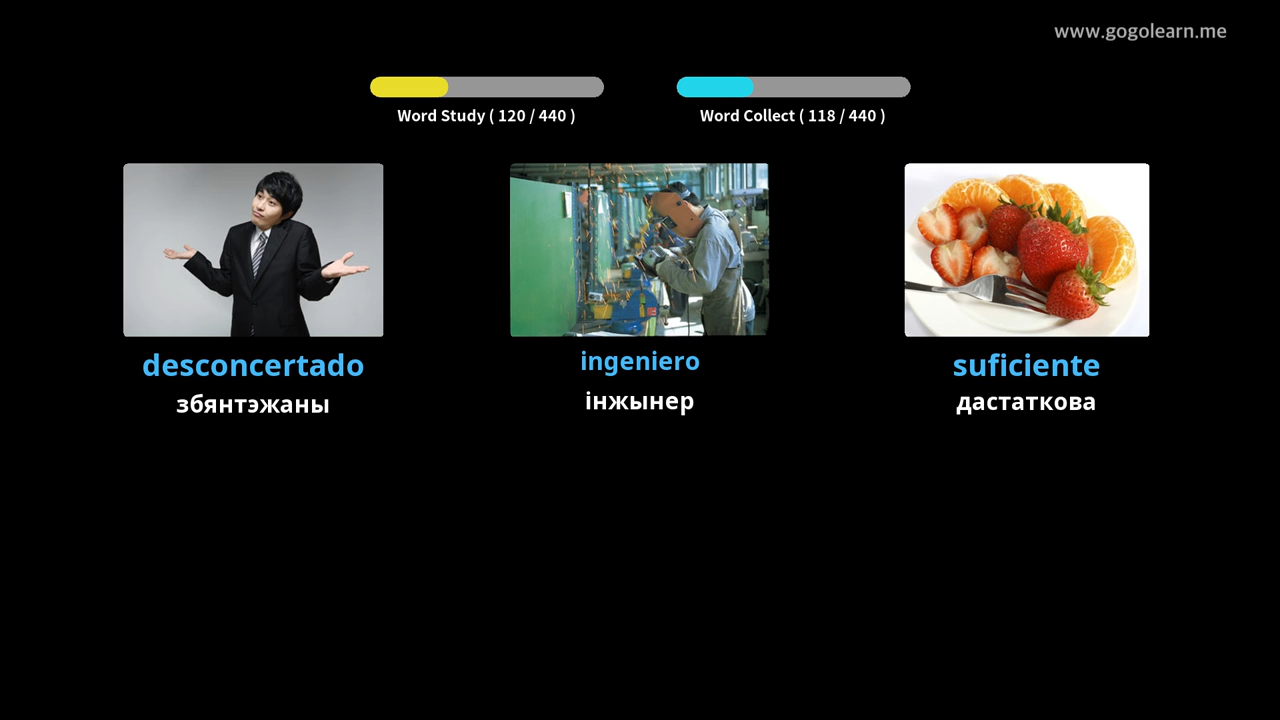 www.gogolearn.me
Word Study ( 120 / 440 )
Word Collect ( 118 / 440 )
desconcertado
збянтэжаны
ingeniero
інжынер
suficiente
дастаткова